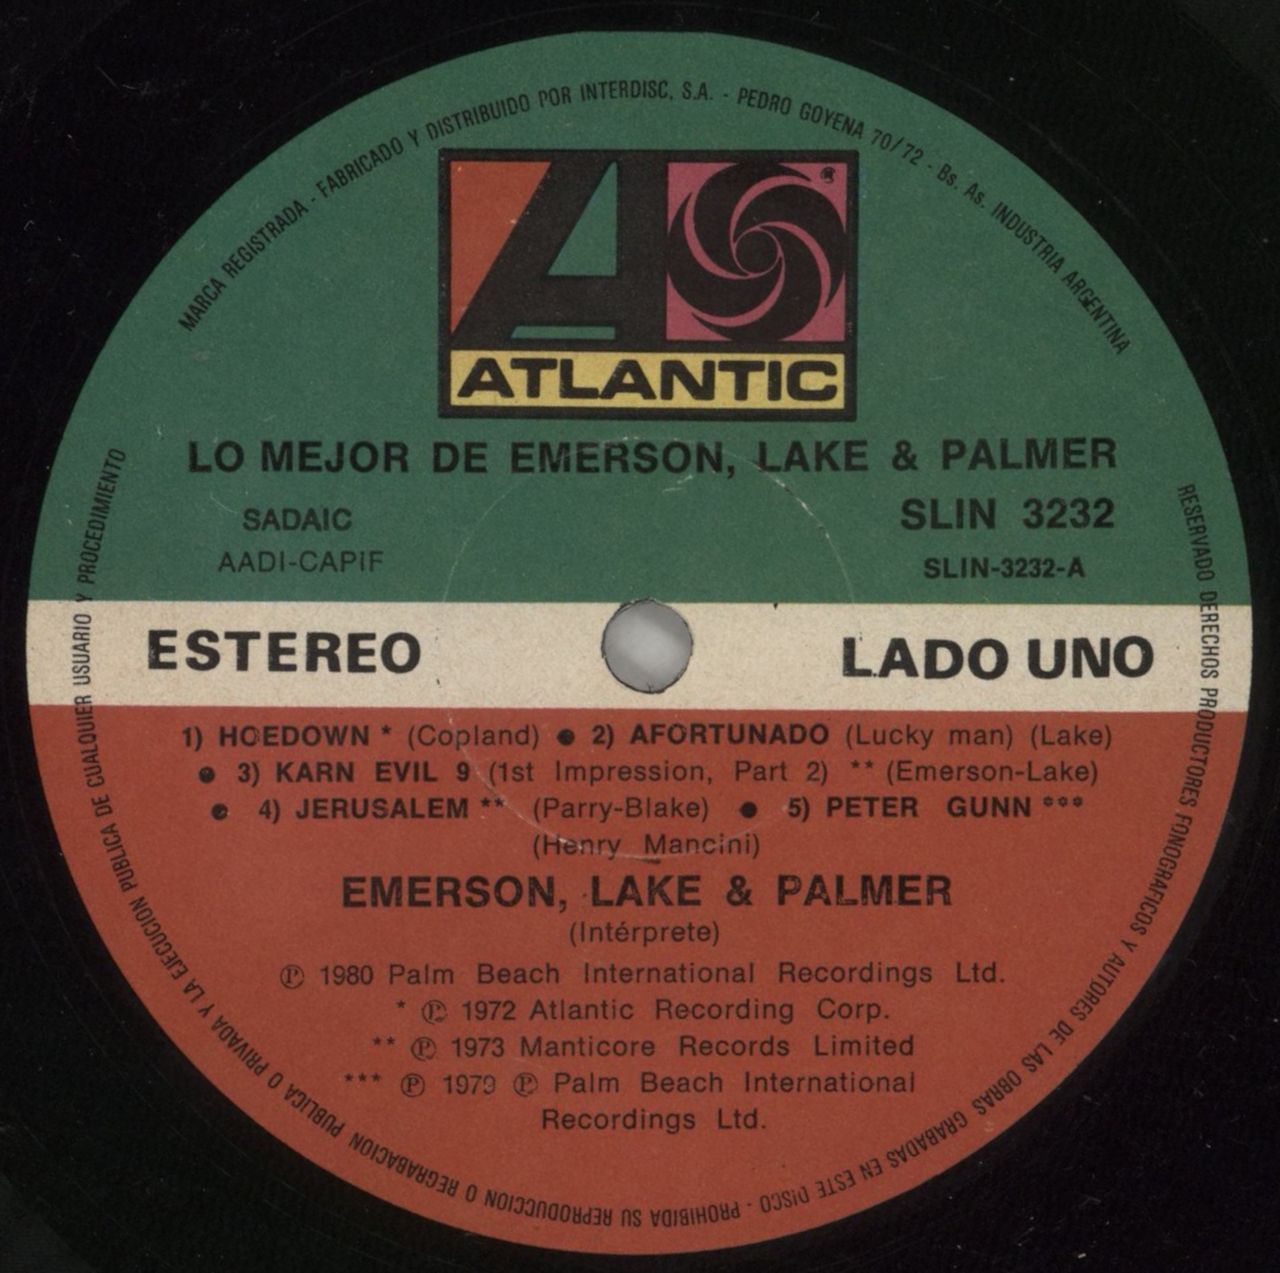 MARCA REGISTRADA - FABRICADO Y DISTRIBUIDO POR INTERDISC, S.A. - PEDRO GOYENA 70/72 - Bs. As. INDUSTRIA ARGENTINA
ATLANTIC
LO MEJOR DE EMERSON, LAKE & PALMER
SADAIC
SLIN 3232
AADI-CAPIF
SLIN-3232-A
ESTEREO
LADO UNO
1) HOEDOWN * (Copland) ● 2) AFORTUNADO (Lucky man) (Lake)
● 3) KARN EVIL 9 (1st Impression, Part 2) ** (Emerson-Lake)
● 4) JERUSALEM ** (Parry-Blake) ● 5) PETER GUNN ***
(Henry Mancini)
EMERSON, LAKE & PALMER
(Intérprete)
Ⓟ 1980 Palm Beach International Recordings Ltd.
* Ⓟ 1972 Atlantic Recording Corp.
** Ⓟ 1973 Manticore Records Limited
*** Ⓟ 1979 Ⓟ Palm Beach International
Recordings Ltd.
RESERVADO DERECHOS PRODUCTORES FONOGRAFICOS Y AUTORES DE LAS OBRAS GRABADAS EN ESTE DISCO - PROHIBIDA SU REPRODUCCION O REGRABACION PUBLICA O PRIVADA Y LA EJECUCION PUBLICA DE CUALQUIER USUARIO Y PROCEDIMIENTO